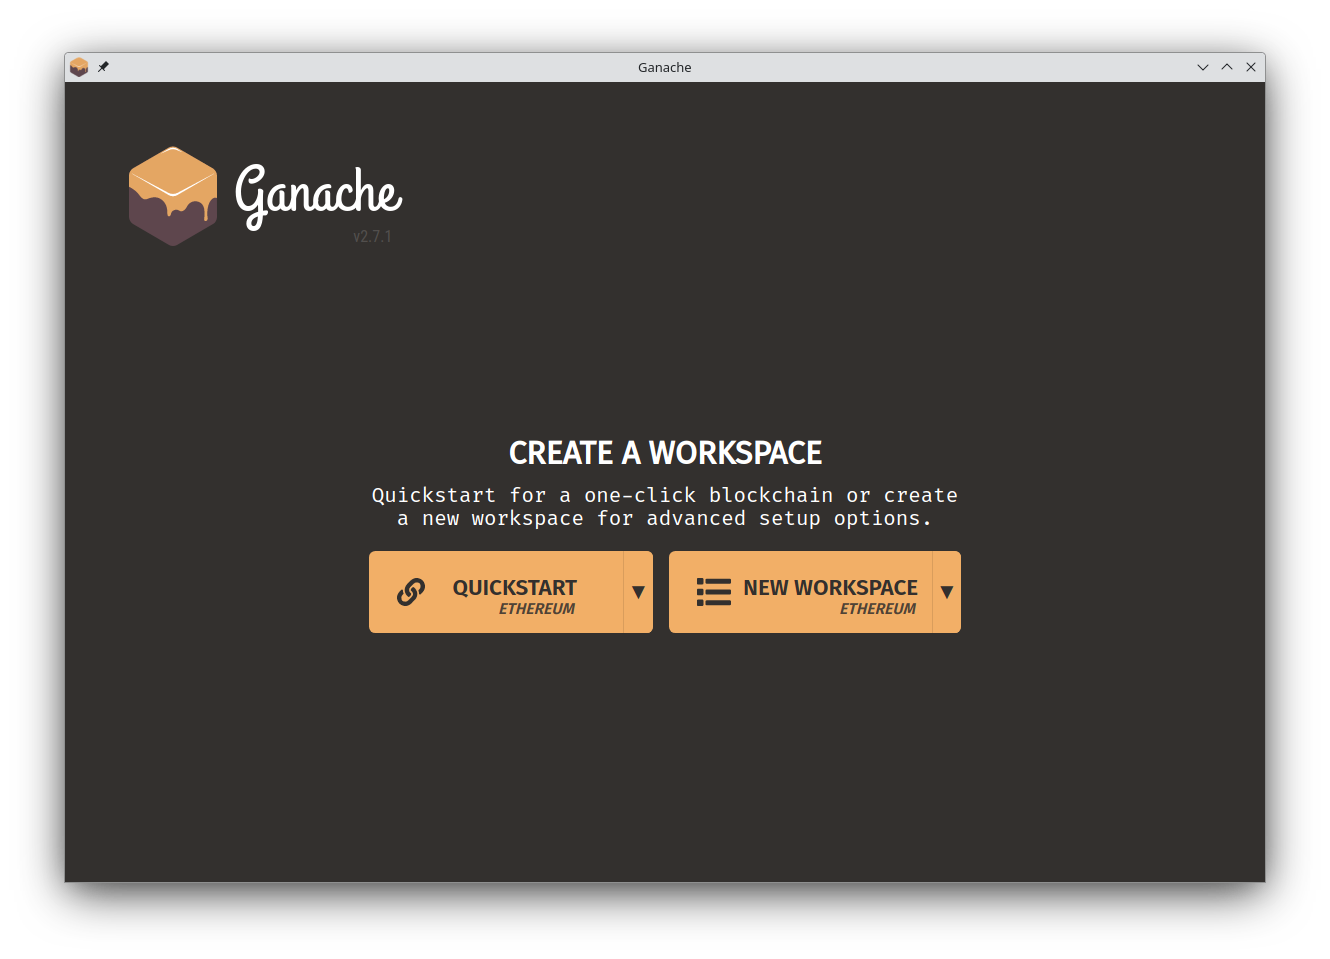 Ganache
Ganache
v2.7.1
CREATE A WORKSPACE
Quickstart for a one-click blockchain or create
a new workspace for advanced setup options.
QUICKSTART
ETHEREUM
▼
NEW WORKSPACE
ETHEREUM
▼